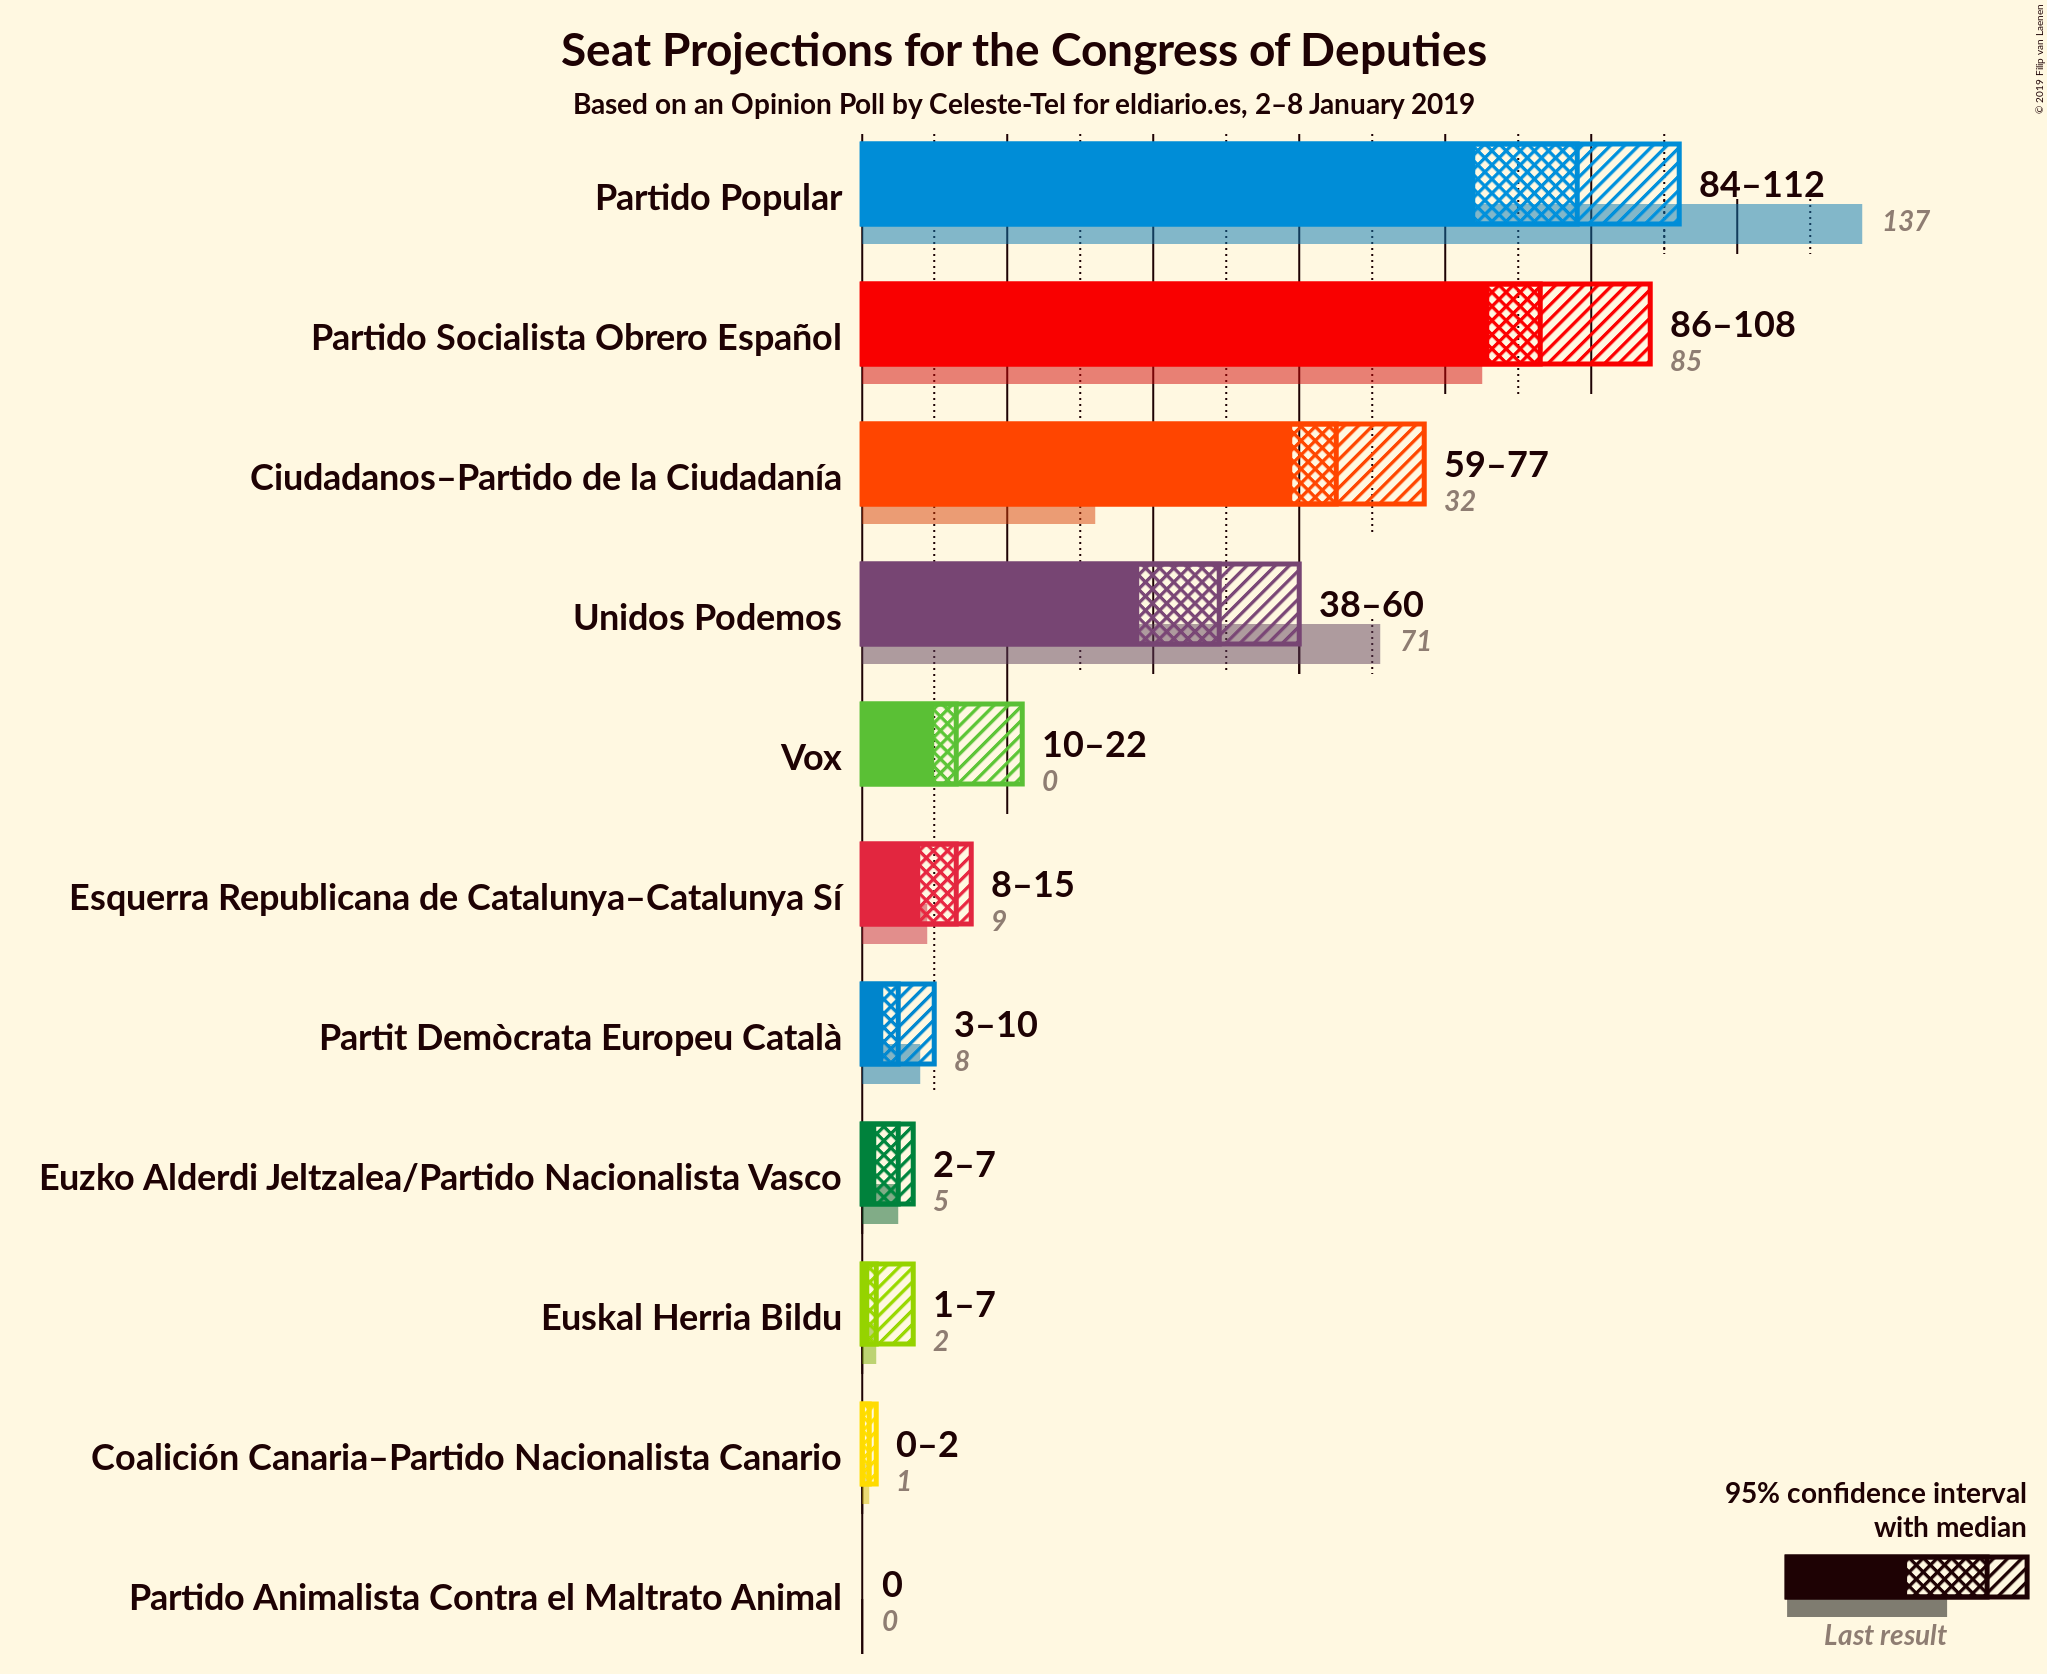 Seat Projections for the Congress of Deputies
Based on an Opinion Poll by Celeste-Tel for eldiario.es, 2–8 January 2019
© 2019 Filip van Laenen
Partido Popular
84–112
137
Partido Socialista Obrero Español
86–108
85
Ciudadanos–Partido de la Ciudadanía
59–77
32
Unidos Podemos
38–60
71
Vox
10–22
0
Esquerra Republicana de Catalunya–Catalunya Sí
8–15
9
Partit Demòcrata Europeu Català
3–10
8
Euzko Alderdi Jeltzalea/Partido Nacionalista Vasco
2–7
5
Euskal Herria Bildu
1–7
2
Coalición Canaria–Partido Nacionalista Canario
0–2
1
Partido Animalista Contra el Maltrato Animal
0
0
95% confidence interval
with median
Last result